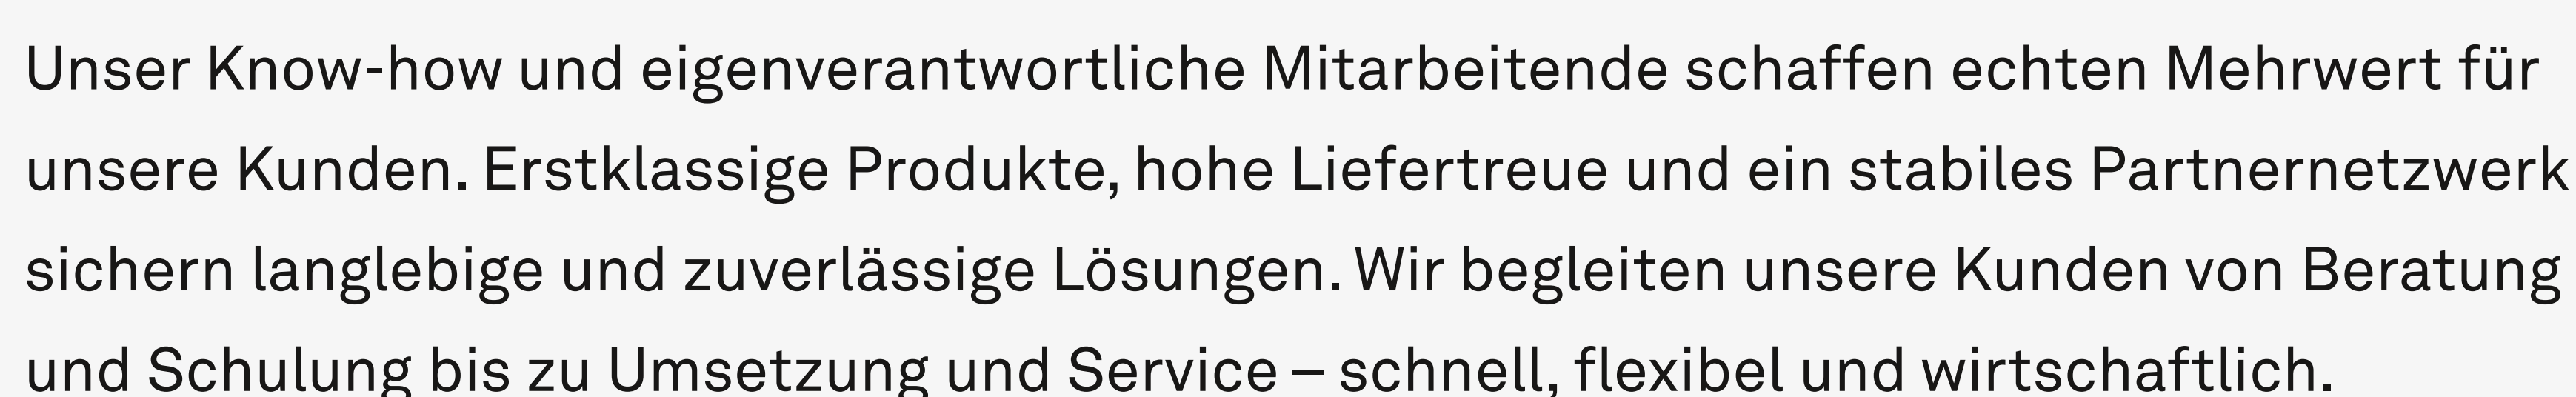 Unser Know-how und eigenverantwortliche Mitarbeitende schaffen echten Mehrwert für
unsere Kunden. Erstklassige Produkte, hohe Liefertreue und ein stabiles Partnernetzwerk
sichern langlebige und zuverlässige Lösungen. Wir begleiten unsere Kunden von Beratung
und Schulung bis zu Umsetzung und Service – schnell, flexibel und wirtschaftlich.